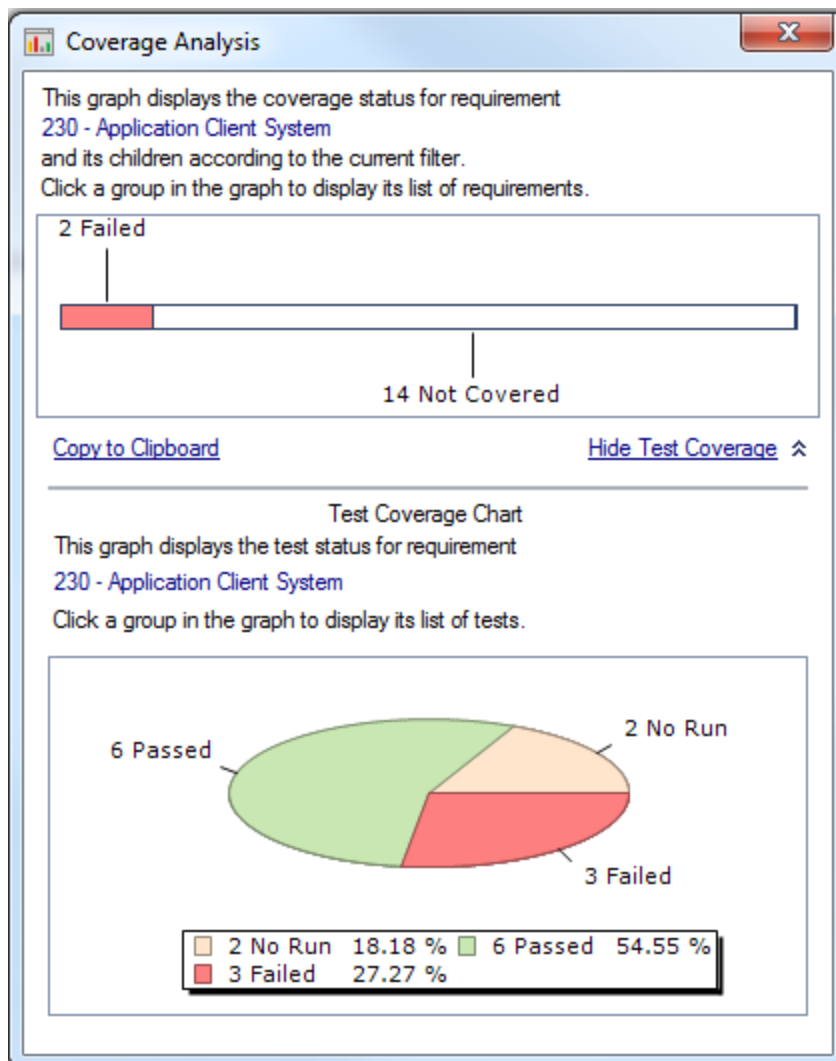 Coverage Analysis
This graph displays the coverage status for requirement
230 - Application Client System
and its children according to the current filter.
Click a group in the graph to display its list of requirements.
2 Failed
14 Not Covered
Copy to Clipboard Hide Test Coverage
Test Coverage Chart
This graph displays the test status for requirement
230 - Application Client System
Click a group in the graph to display its list of tests.
2 No Run
6 Passed
3 Failed
2 No Run 18.18 % 6 Passed 54.55 %
3 Failed 27.27 %